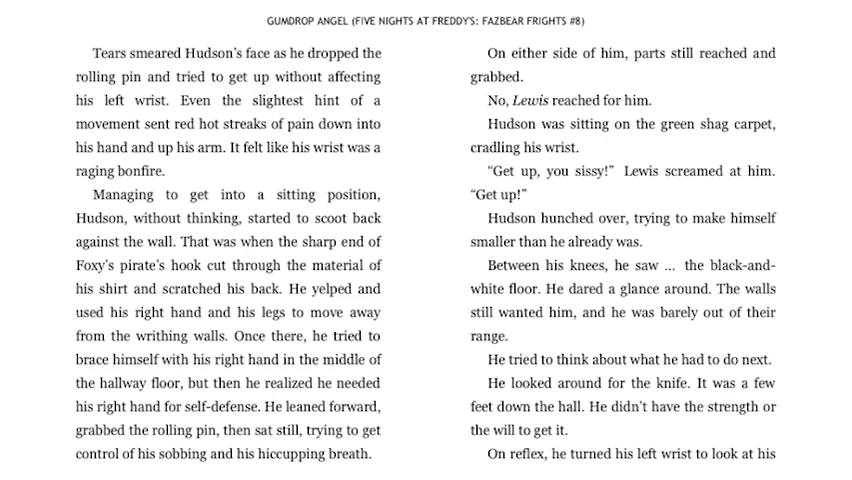 GUMDROP ANGEL (FIVE NIGHTS AT FREDDY'S: FAZBEAR FRIGHTS #8)
Tears smeared Hudson's face as he dropped the
rolling pin and tried to get up without affecting
his left wrist. Even the slightest hint of a
movement sent red hot streaks of pain down into
his hand and up his arm. It felt like his wrist was a
raging bonfire.
Managing to get into a sitting position,
Hudson, without thinking, started to scoot back
against the wall. That was when the sharp end of
Foxy's pirate's hook cut through the material of
his shirt and scratched his back. He yelped and
used his right hand and his legs to move away
from the writhing walls. Once there, he tried to
brace himself with his right hand in the middle of
the hallway floor, but then he realized he needed
his right hand for self-defense. He leaned forward,
grabbed the rolling pin, then sat still, trying to get
control of his sobbing and his hiccupping breath.
On either side of him, parts still reached and
grabbed.
No, Lewis reached for him.
Hudson was sitting on the green shag carpet,
cradling his wrist.
“Get up, you sissy!” Lewis screamed at him.
“Get up!”
Hudson hunched over, trying to make himself
smaller than he already was.
Between his knees, he saw ... the black-and-
white floor. He dared a glance around. The walls
still wanted him, and he was barely out of their
range.
He tried to think about what he had to do next.
He looked around for the knife. It was a few
feet down the hall. He didn't have the strength or
the will to get it.
On reflex, he turned his left wrist to look at his